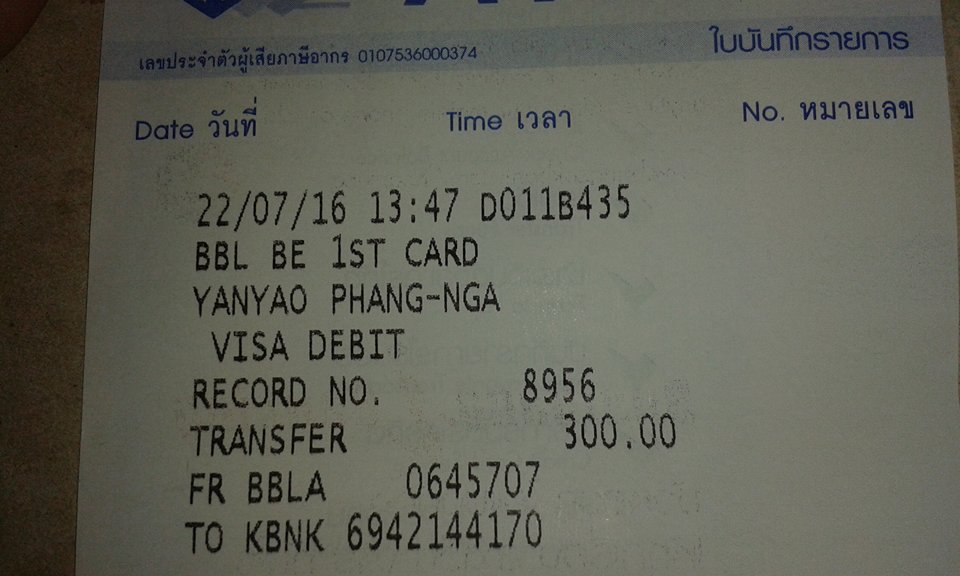 เลขประจำตัวผู้เสียภาษีอากร 0107536000374
ใบบันทึกรายการ
Date วันที่ Time เวลา No. หมายเลข
22/07/16 13:47 D011B435
BBL BE 1ST CARD
YANYAO PHANG-NGA
VISA DEBIT
RECORD NO. 8956
TRANSFER 300.00
FR BBLA 0645707
TO KBNK 6942144170